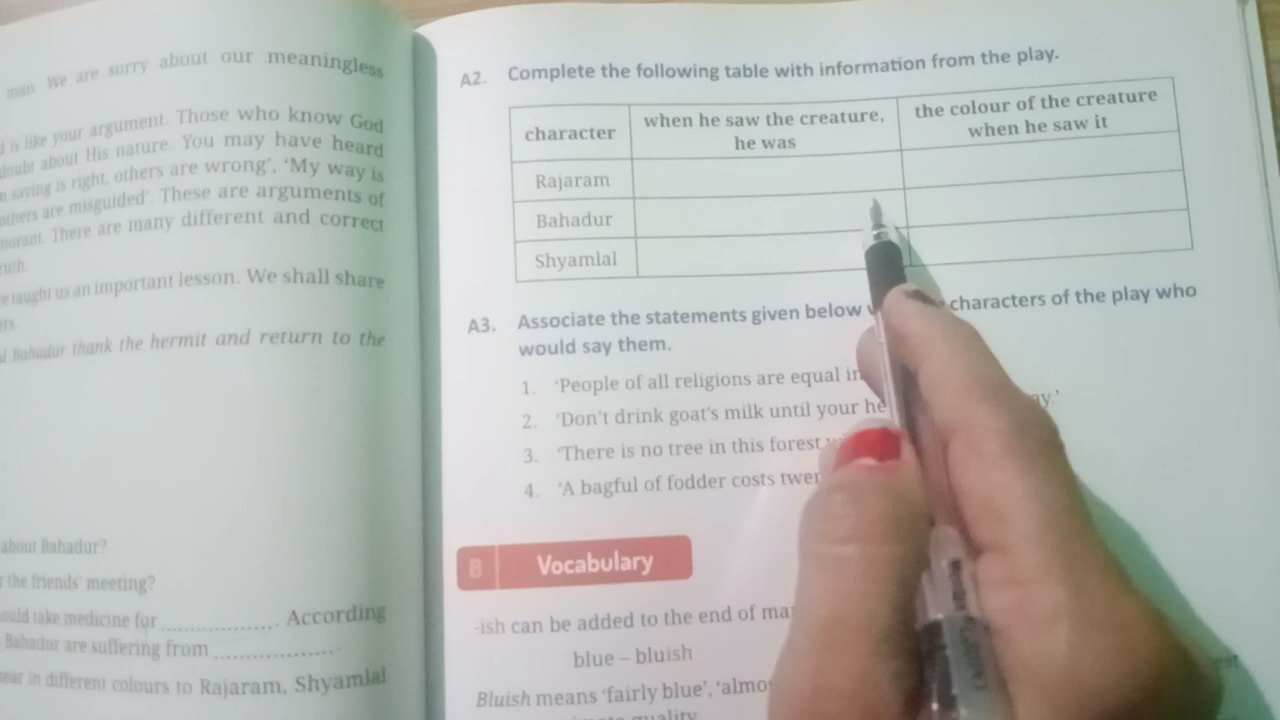 man. We are sorry about our meaningless
is like your argument. Those who know God
doubt about His nature. You may have heard
saying is right, others are wrong', 'My way is
others are misguided'. These are arguments of
There are many different and correct
taught us an important lesson. We shall share
Bahadur thank the hermit and return to the
about Bahadur?
the friends' meeting?
take medicine for .................. According
Bahadur are suffering from ..................
in different colours to Rajaram, Shyamlal
A2. Complete the following table with information from the play.
character
when he saw the creature,
he was
the colour of the creature
when he saw it
Rajaram
Bahadur
Shyamlal
A3. Associate the statements given below characters of the play who
would say them.
1. 'People of all religions are equal in
2. 'Don't drink goat's milk until your
3. 'There is no tree in this forest
4. 'A bagful of fodder costs
B Vocabulary
-ish can be added to the end of
blue – bluish
Bluish means 'fairly blue',
quality